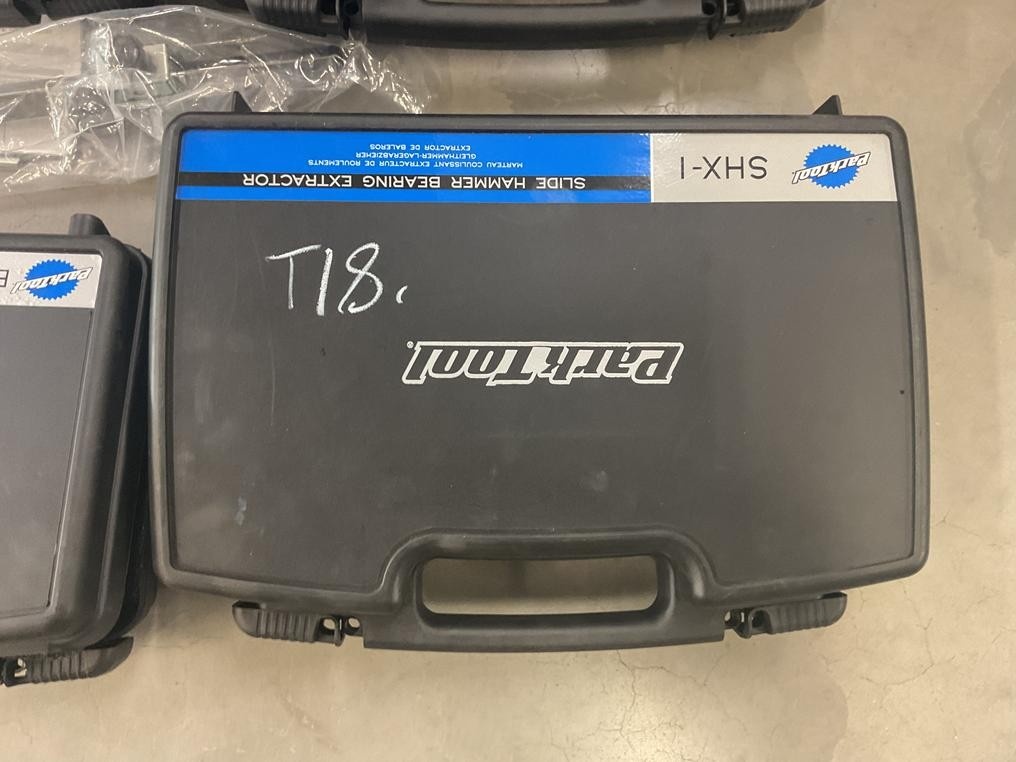 ParkTool
SHX-1
SLIDE HAMMER BEARING EXTRACTOR
MARTEAU COULISSANT EXTRACTEUR DE ROULEMENTS
GLEITHAMMER-LAGERABZIEHER
EXTRACTOR DE BALEROS
T18.
ParkTool®
ParkTool